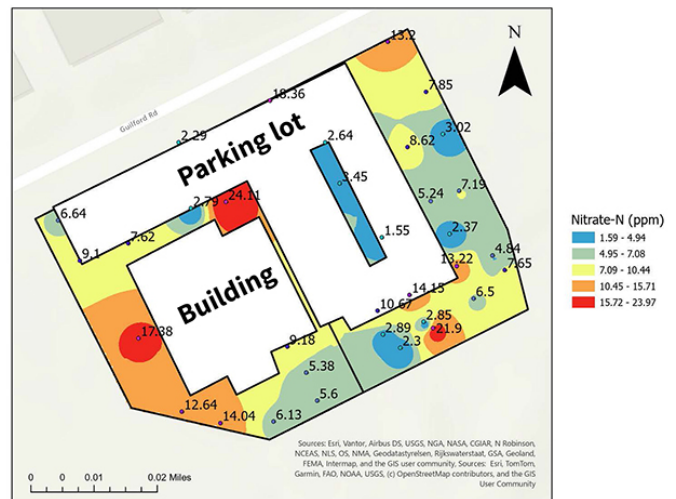 N
13.2
7.85
18.36
Guilford Rd
2.29
Parking lot
2.64
3.02
8.62
3.45
24.11
2.79
5.24
7.19
6.64
7.62
9.1
1.55
2.37
4.84
7.65
13.22
Building
14.15
10.67
6.5
2.85
21.9
2.89
2.3
17.38
9.18
5.38
5.6
12.64
14.04
6.13
Nitrate-N (ppm)
1.59 - 4.94
4.95 - 7.08
7.09 - 10.44
10.45 - 15.71
15.72 - 23.97
Sources: Esri, Vantor, Airbus DS, USGS, NGA, NASA, CGIAR, N Robinson,
NCEAS, NLS, OS, NMA, Geodatastyrelsen, Rijkswaterstaat, GSA, Geoland,
FEMA, Intermap, and the GIS user community, Sources: Esri, TomTom,
Garmin, FAO, NOAA, USGS, (c) OpenStreetMap contributors, and the GIS
User Community
0 0 0.01 0.02 Miles